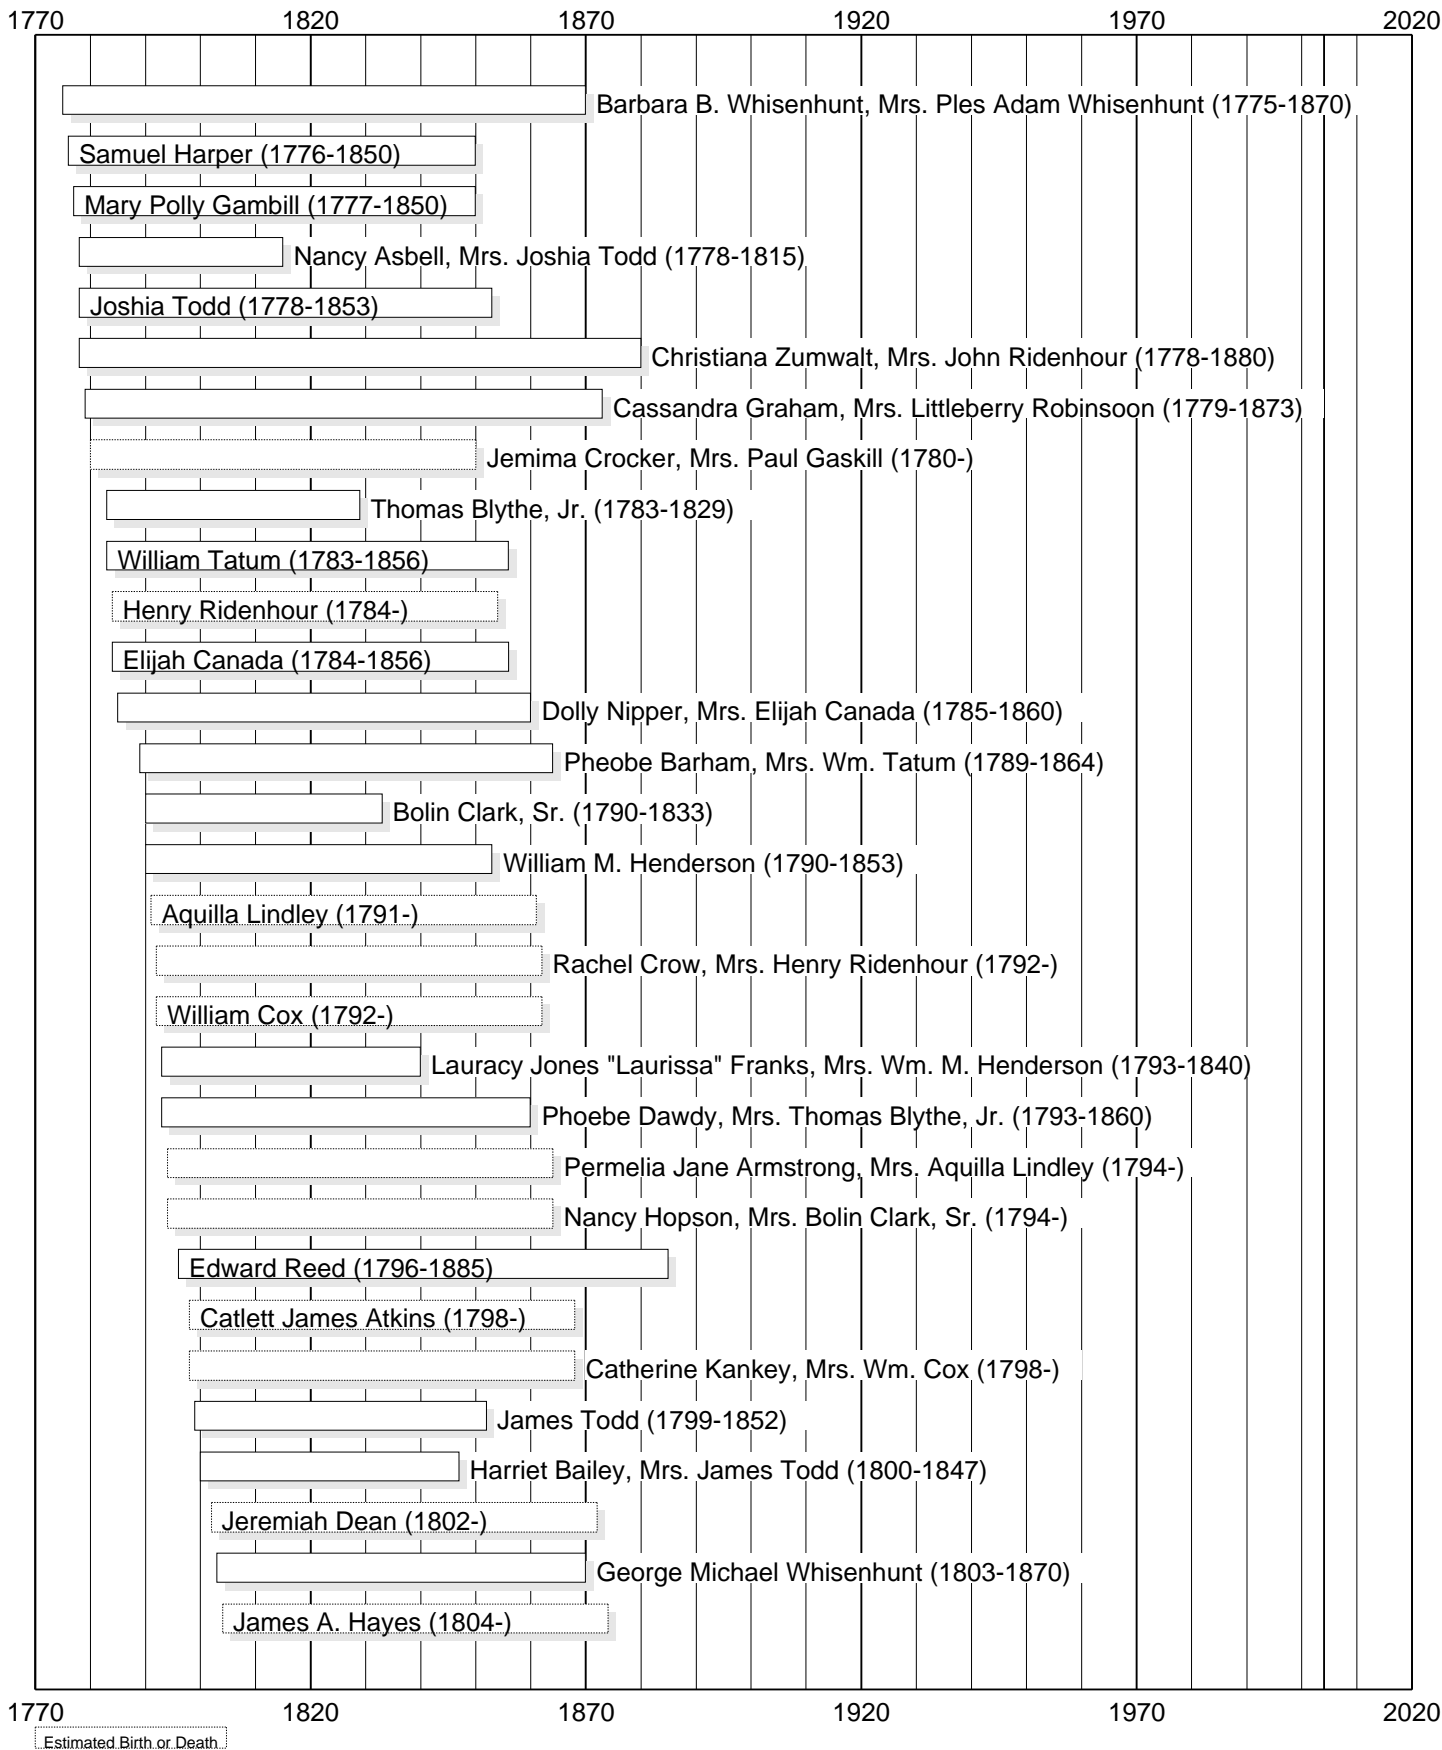 1770 1820 1870 1920 1970 2020
Barbara B. Whisenhunt, Mrs. Ples Adam Whisenhunt (1775-1870)
Samuel Harper (1776-1850)
Mary Polly Gambill (1777-1850)
Nancy Asbell, Mrs. Joshia Todd (1778-1815)
Joshia Todd (1778-1853)
Christiana Zumwalt, Mrs. John Ridenhour (1778-1880)
Cassandra Graham, Mrs. Littleberry Robinsoon (1779-1873)
Jemima Crocker, Mrs. Paul Gaskill (1780-)
Thomas Blythe, Jr. (1783-1829)
William Tatum (1783-1856)
Henry Ridenhour (1784-)
Elijah Canada (1784-1856)
Dolly Nipper, Mrs. Elijah Canada (1785-1860)
Pheobe Barham, Mrs. Wm. Tatum (1789-1864)
Bolin Clark, Sr. (1790-1833)
William M. Henderson (1790-1853)
Aquilla Lindley (1791-)
Rachel Crow, Mrs. Henry Ridenhour (1792-)
William Cox (1792-)
Lauracy Jones "Laurissa" Franks, Mrs. Wm. M. Henderson (1793-1840)
Phoebe Dawdy, Mrs. Thomas Blythe, Jr. (1793-1860)
Permelia Jane Armstrong, Mrs. Aquilla Lindley (1794-)
Nancy Hopson, Mrs. Bolin Clark, Sr. (1794-)
Edward Reed (1796-1885)
Catlett James Atkins (1798-)
Catherine Kankey, Mrs. Wm. Cox (1798-)
James Todd (1799-1852)
Harriet Bailey, Mrs. James Todd (1800-1847)
Jeremiah Dean (1802-)
George Michael Whisenhunt (1803-1870)
James A. Hayes (1804-)
1770 1820 1870 1920 1970 2020
Estimated Birth or Death